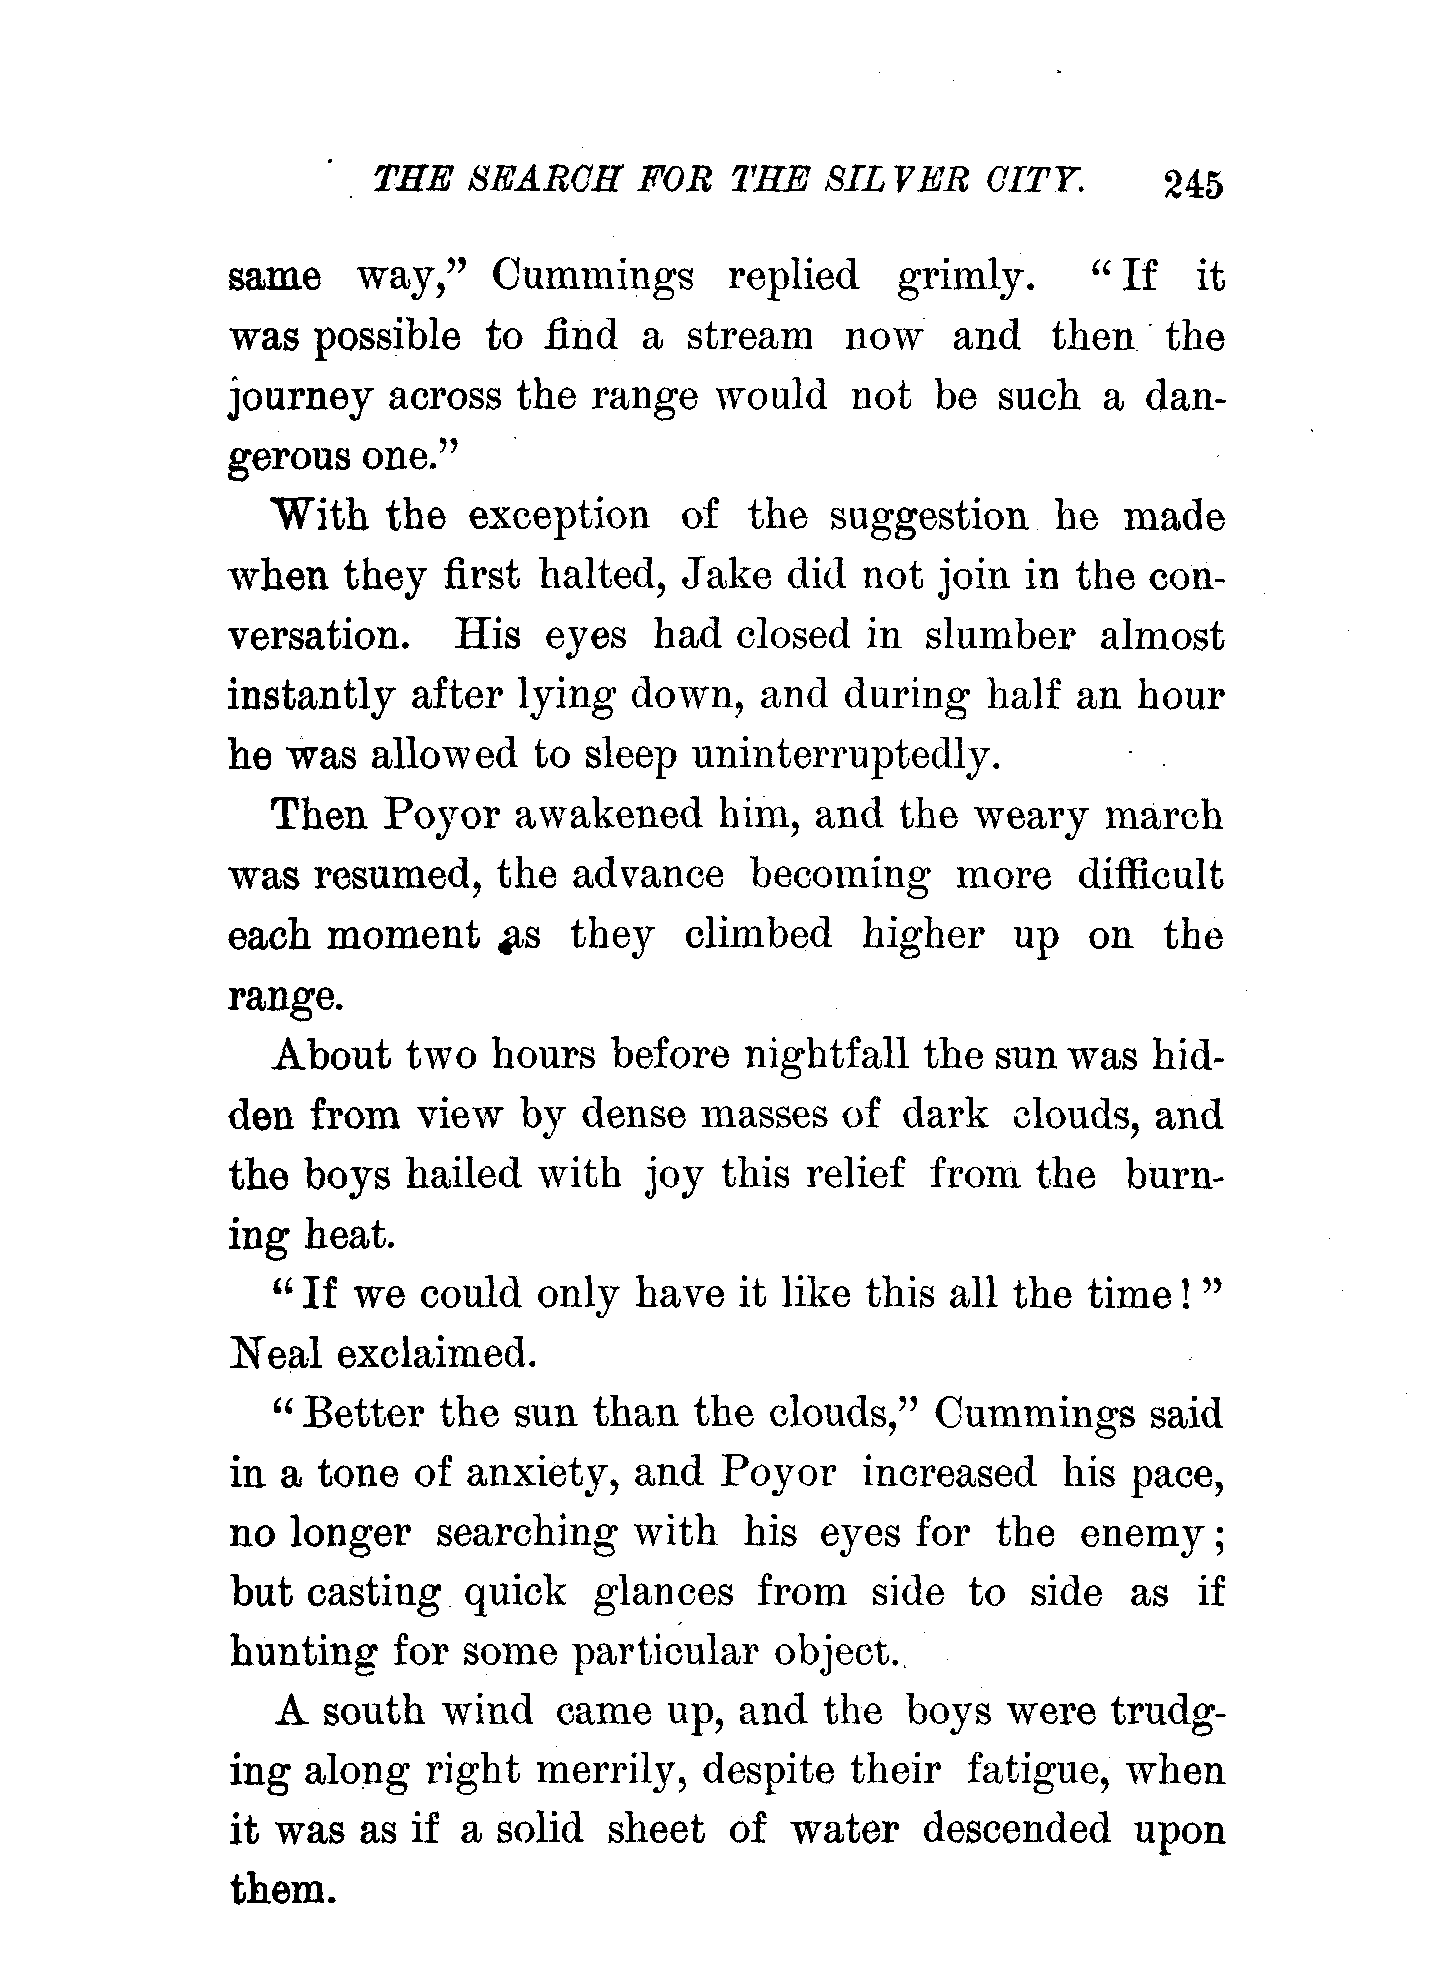 THE SEARCH FOR THE SILVER CITY. 245
same way,” Cummings replied grimly. “If it
was possible to find a stream now and then the
journey across the range would not be such a dan-
gerous one.”
With the exception of the suggestion he made
when they first halted, Jake did not join in the con-
versation. His eyes had closed in slumber almost
instantly after lying down, and during half an hour
he was allowed to sleep uninterruptedly.
Then Poyor awakened him, and the weary march
was resumed, the advance becoming more difficult
each moment as they climbed higher up on the
range.
About two hours before nightfall the sun was hid-
den from view by dense masses of dark clouds, and
the boys hailed with joy this relief from the burn-
ing heat.
“If we could only have it like this all the time!”
Neal exclaimed.
“Better the sun than the clouds,” Cummings said
in a tone of anxiety, and Poyor increased his pace,
no longer searching with his eyes for the enemy;
but casting quick glances from side to side as if
hunting for some particular object.
A south wind came up, and the boys were trudg-
ing along right merrily, despite their fatigue, when
it was as if a solid sheet of water descended upon
them.